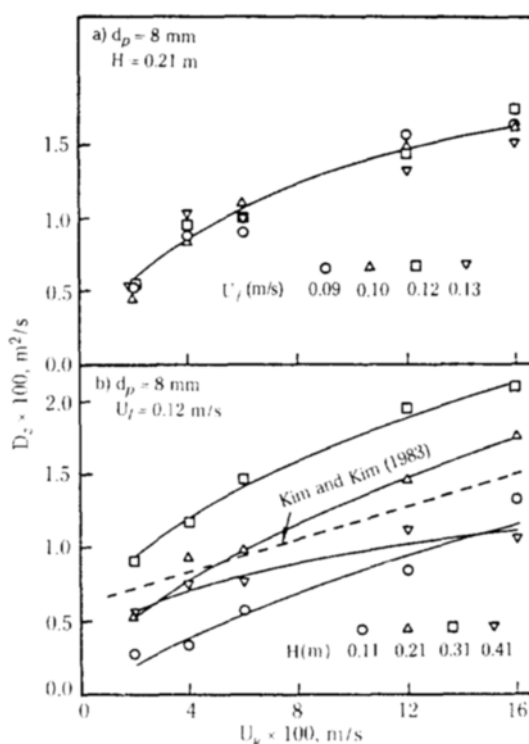 a) d_p = 8 mm
H = 0.21 m
1.5
1.0
0.5
0.0
U_f (m/s) 0.09 0.10 0.12 0.13
D_z × 100, m²/s
b) d_p = 8 mm
U_f = 0.12 m/s
2.0
1.5
1.0
0.5
0.0
Kim and Kim (1983)
H(m) 0.11 0.21 0.31 0.41
0 4 8 12 16
U_g × 100, m/s